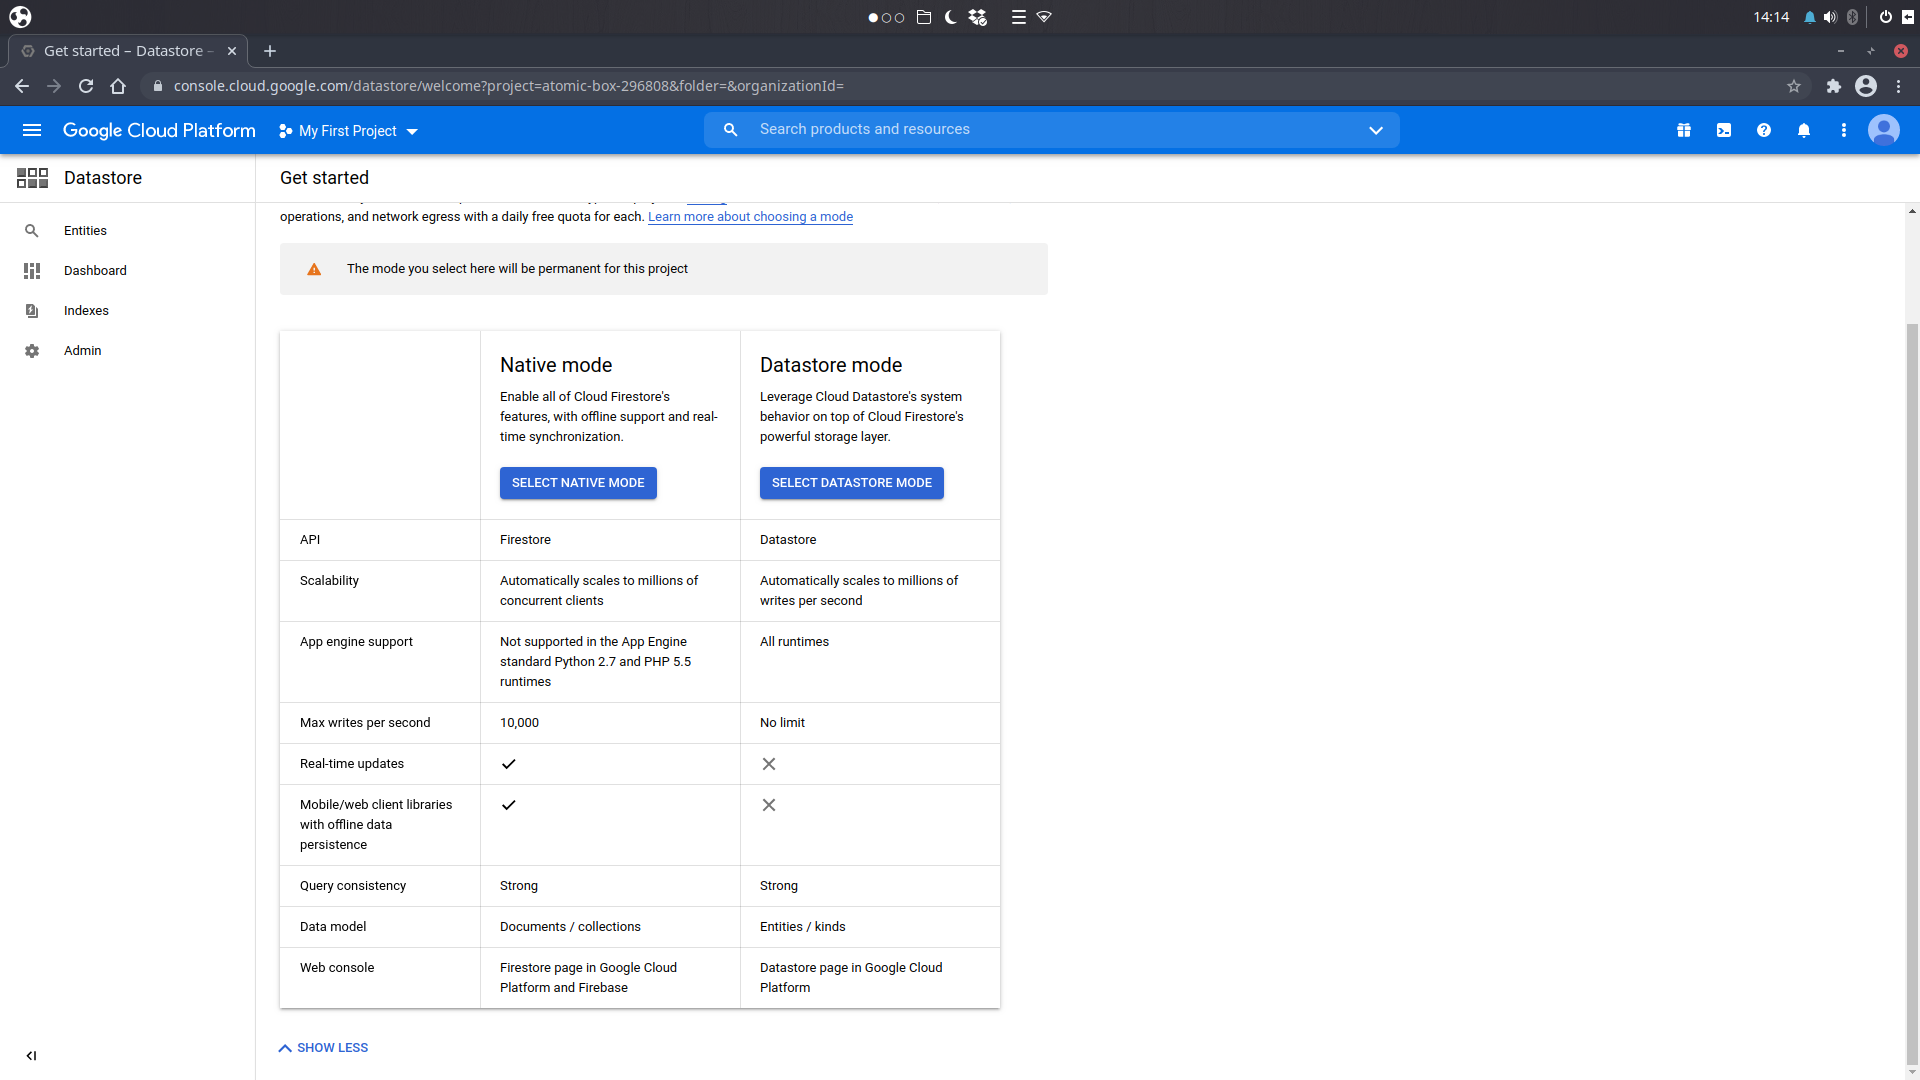 14:14
Get started – Datastore –
console.cloud.google.com/datastore/welcome?project=atomic-box-296808&folder=&organizationId=
Google Cloud Platform
My First Project
Search products and resources
Datastore
Get started
Entities
Dashboard
Indexes
Admin
operations, and network egress with a daily free quota for each. Learn more about choosing a mode
The mode you select here will be permanent for this project
Native mode
Enable all of Cloud Firestore's
features, with offline support and real-
time synchronization.
SELECT NATIVE MODE
Datastore mode
Leverage Cloud Datastore's system
behavior on top of Cloud Firestore's
powerful storage layer.
SELECT DATASTORE MODE
API
Firestore
Datastore
Scalability
Automatically scales to millions of
concurrent clients
Automatically scales to millions of
writes per second
App engine support
Not supported in the App Engine
standard Python 2.7 and PHP 5.5
runtimes
All runtimes
Max writes per second
10,000
No limit
Real-time updates
Mobile/web client libraries
with offline data
persistence
Query consistency
Strong
Strong
Data model
Documents / collections
Entities / kinds
Web console
Firestore page in Google Cloud
Platform and Firebase
Datastore page in Google Cloud
Platform
SHOW LESS